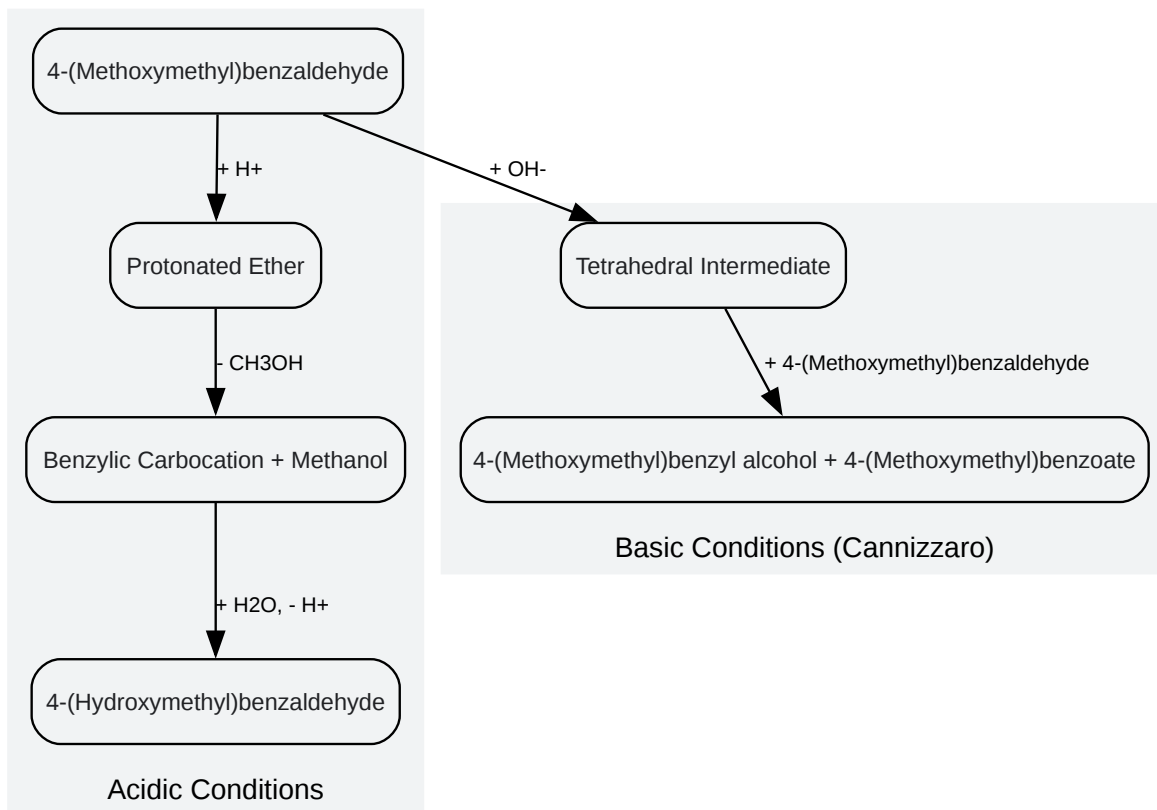 4-(Methoxymethyl)benzaldehyde
+ H+
+ OH-
Protonated Ether
Tetrahedral Intermediate
- CH3OH
+ 4-(Methoxymethyl)benzaldehyde
Benzylic Carbocation + Methanol
4-(Methoxymethyl)benzyl alcohol + 4-(Methoxymethyl)benzoate
Basic Conditions (Cannizzaro)
+ H2O, - H+
4-(Hydroxymethyl)benzaldehyde
Acidic Conditions